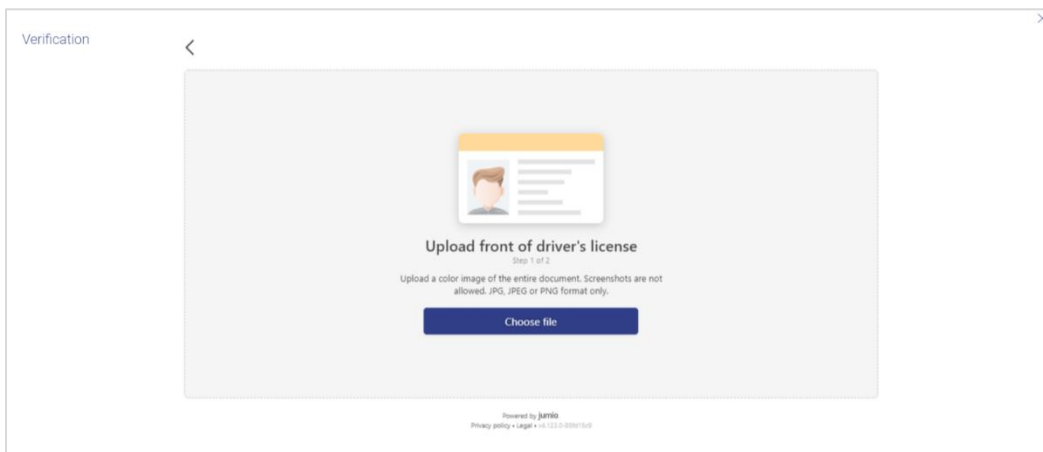 Verification
Upload front of driver's license
Step 1 of 2
Upload a color image of the entire document. Screenshots are not
allowed. JPG, JPEG or PNG format only.
Choose file
Powered by jumio
Privacy policy • Legal •